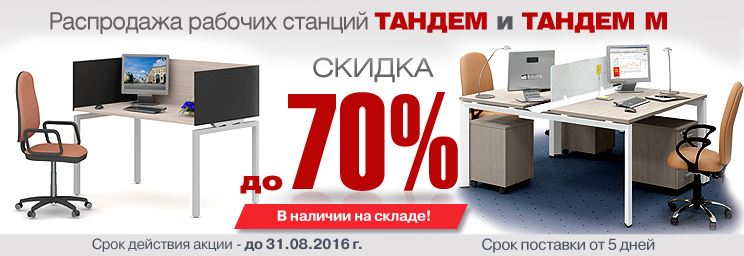 Распродажа рабочих станций ТАНДЕМ и ТАНДЕМ М
СКИДКА
до 70%
В наличии на складе!
Срок действия акции - до 31.08.2016 г.
Срок поставки от 5 дней